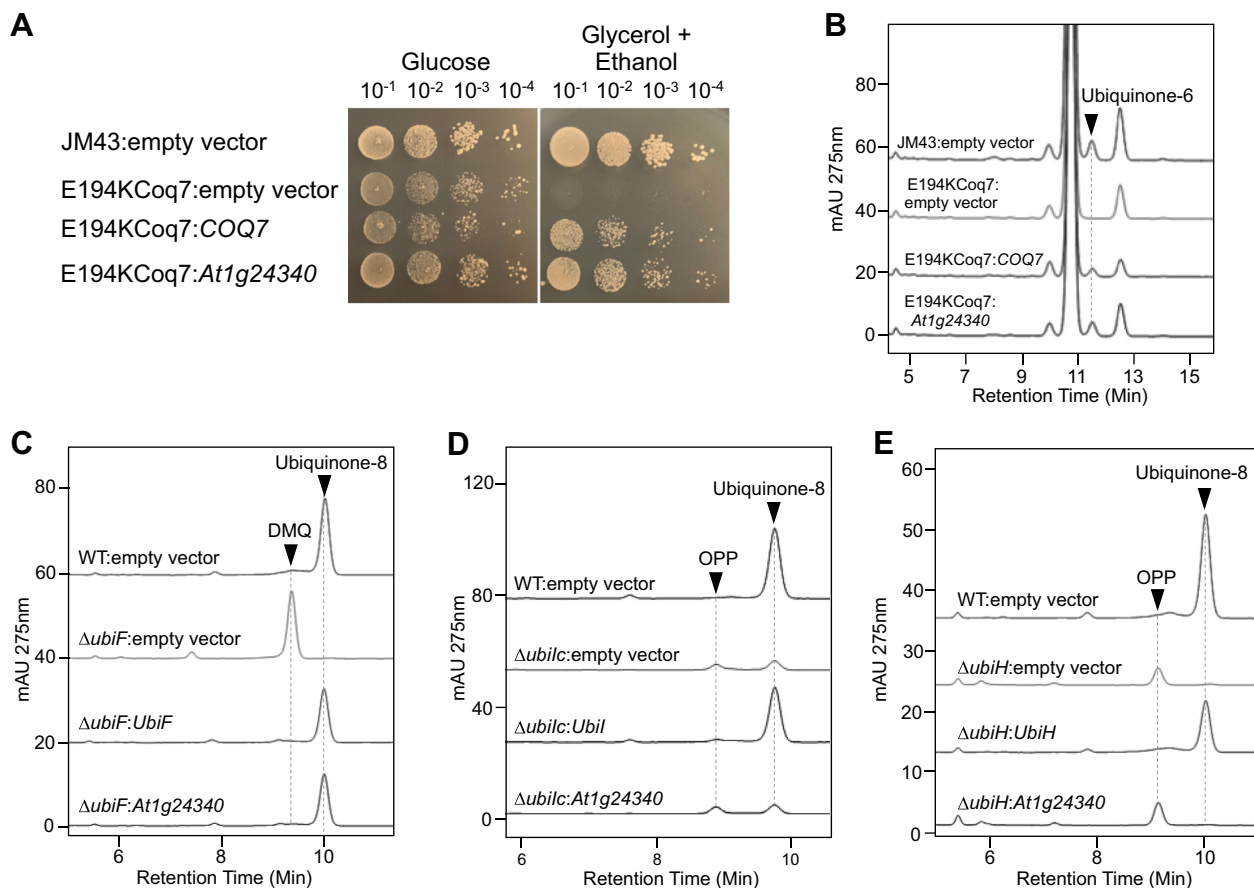 A
Glucose
Glycerol +
Ethanol
10-1 10-2 10-3 10-4 10-1 10-2 10-3 10-4
JM43:empty vector
E194KCoq7:empty vector
E194KCoq7:COQ7
E194KCoq7:At1g24340
B
mAU 275nm
80
60
40
20
0
Ubiquinone-6
JM43:empty vector
E194KCoq7:
empty vector
E194KCoq7:COQ7
E194KCoq7:
At1g24340
5 7 9 11 13 15
Retention Time (Min)
C
mAU 275nm
80
60
40
20
0
Ubiquinone-8
DMQ
WT:empty vector
ΔubiF:empty vector
ΔubiF:UbiF
ΔubiF:At1g24340
6 8 10
Retention Time (Min)
D
mAU 275nm
120
80
40
0
Ubiquinone-8
OPP
WT:empty vector
ΔubiIc:empty vector
ΔubiIc:UbiI
ΔubiIc:At1g24340
6 8 10
Retention Time (Min)
E
mAU 275nm
60
50
40
30
20
10
0
Ubiquinone-8
OPP
WT:empty vector
ΔubiH:empty vector
ΔubiH:UbiH
ΔubiH:At1g24340
6 8 10
Retention Time (Min)